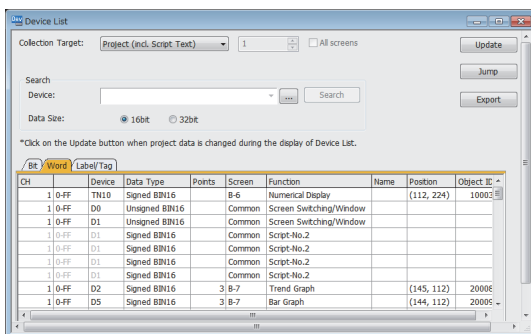 Dev Device List
Collection Target: Project (incl. Script Text) 1 All screens Update
Jump
Search
Export
Device: ... Search
Data Size: 16bit 32bit
*Click on the Update button when project data is changed during the display of Device List.
Bit Word Label/Tag
CH Device Data Type Points Screen Function Name Position Object ID
1 0-FF TN10 Signed BIN16 B-6 Numerical Display (112, 224) 10003
1 0-FF D0 Unsigned BIN16 Common Screen Switching/Window
1 0-FF D1 Unsigned BIN16 Common Screen Switching/Window
1 0-FF D1 Signed BIN16 Common Script-No.2
1 0-FF D1 Signed BIN16 Common Script-No.2
1 0-FF D1 Signed BIN16 Common Script-No.2
1 0-FF D1 Signed BIN16 Common Script-No.2
1 0-FF D2 Signed BIN16 3 B-7 Trend Graph (145, 112) 20008
1 0-FF D5 Signed BIN16 3 B-7 Bar Graph (144, 112) 20009